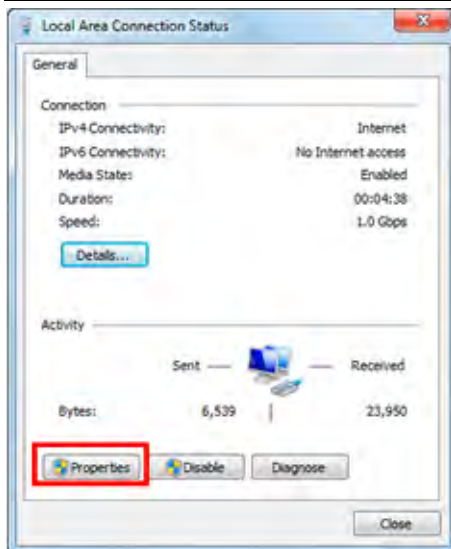 Local Area Connection Status
General
Connection
IPv4 Connectivity: Internet
IPv6 Connectivity: No Internet access
Media State: Enabled
Duration: 00:04:38
Speed: 1.0 Gbps
Details...
Activity
Sent Received
Bytes: 6,539 23,950
Properties Disable Diagnose
Close